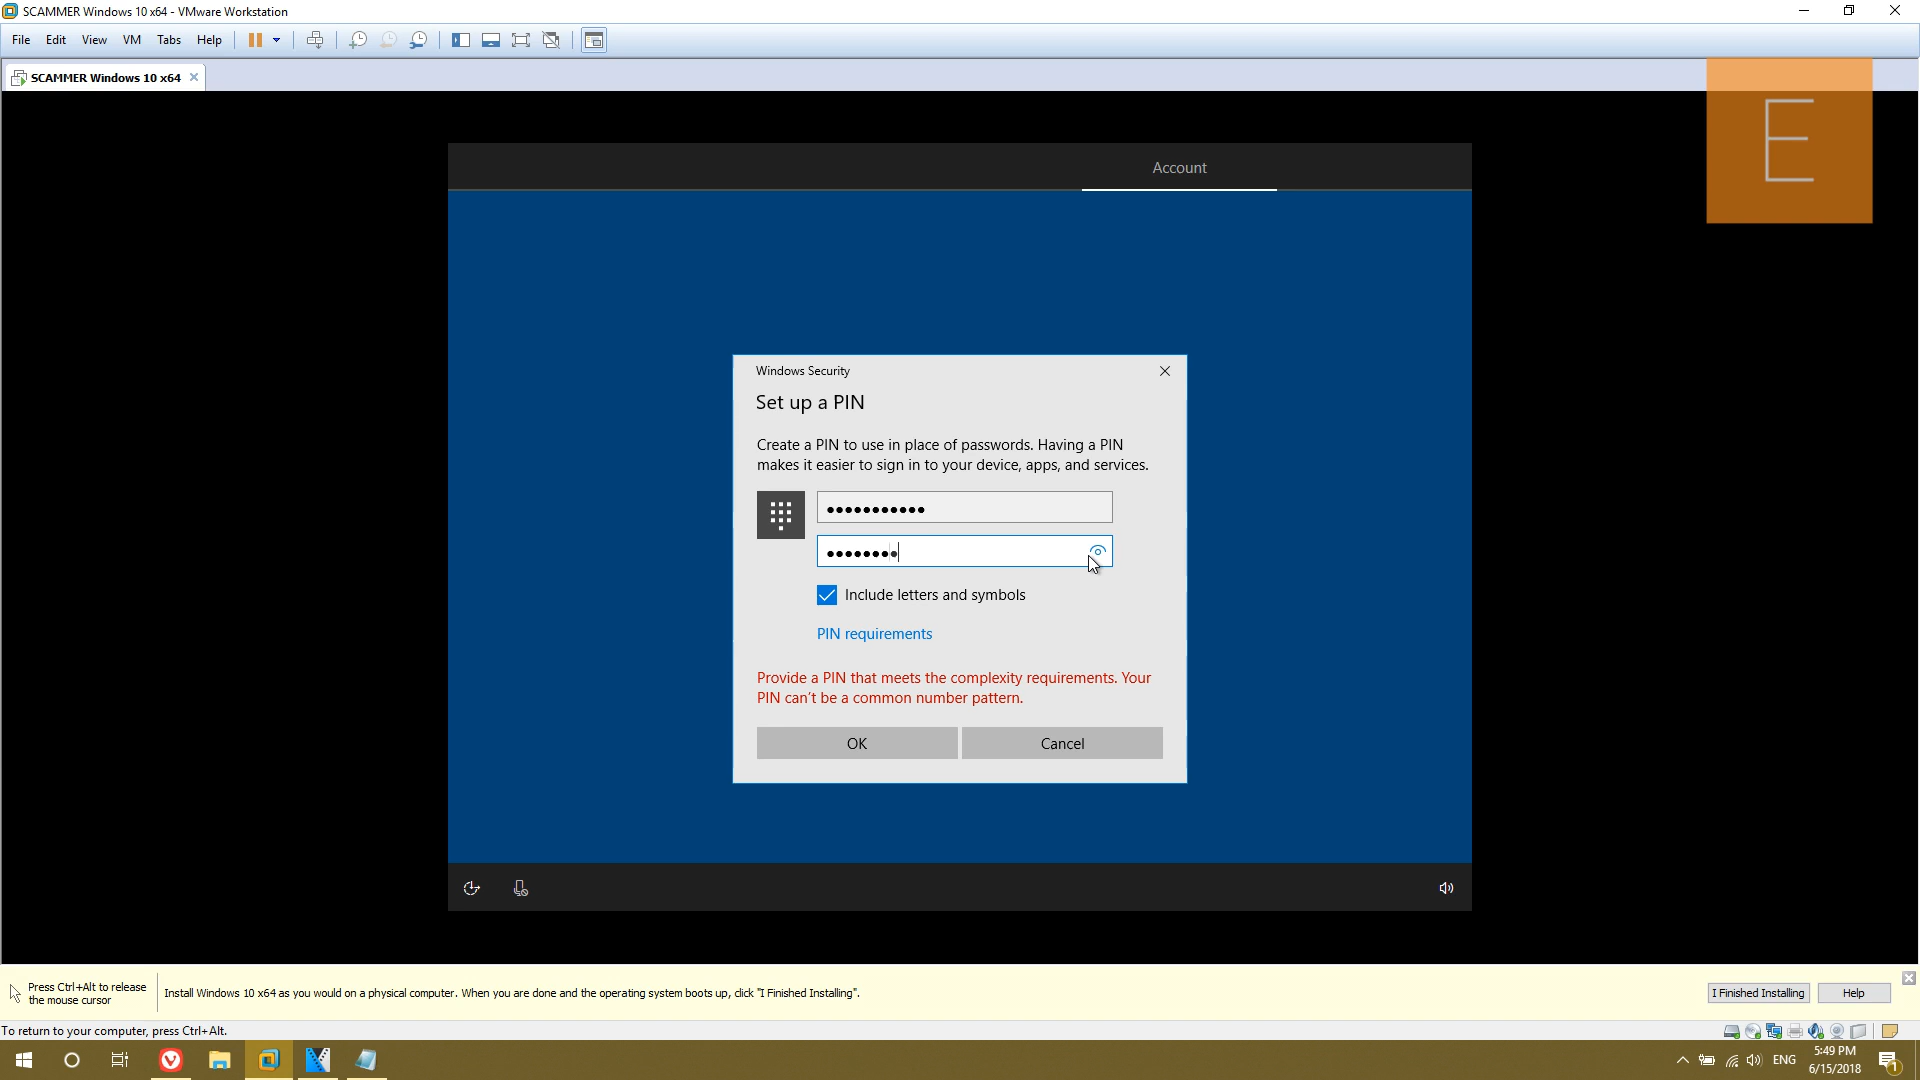 SCAMMER Windows 10 x64 - VMware Workstation
File Edit View VM Tabs Help
SCAMMER Windows 10 x64
E
Account
Windows Security
Set up a PIN
Create a PIN to use in place of passwords. Having a PIN
makes it easier to sign in to your device, apps, and services.
Include letters and symbols
PIN requirements
Provide a PIN that meets the complexity requirements. Your
PIN can't be a common number pattern.
OK Cancel
Press Ctrl+Alt to release
the mouse cursor
Install Windows 10 x64 as you would on a physical computer. When you are done and the operating system boots up, click "I Finished Installing".
I Finished Installing Help
To return to your computer, press Ctrl+Alt.
ENG
5:49 PM
6/15/2018
1